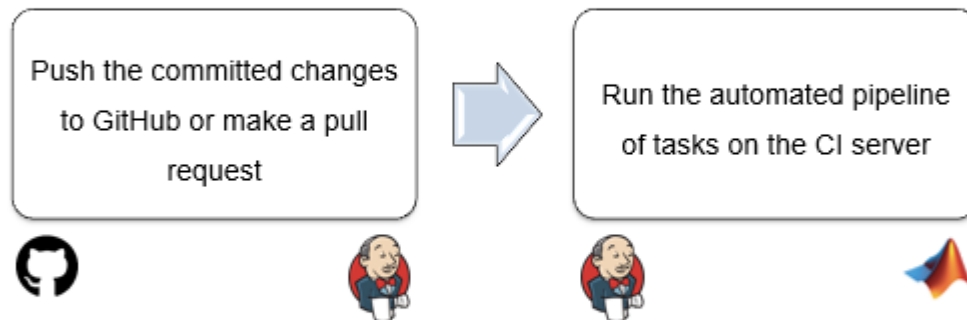 Push the committed changes
to GitHub or make a pull
request
Run the automated pipeline
of tasks on the CI server